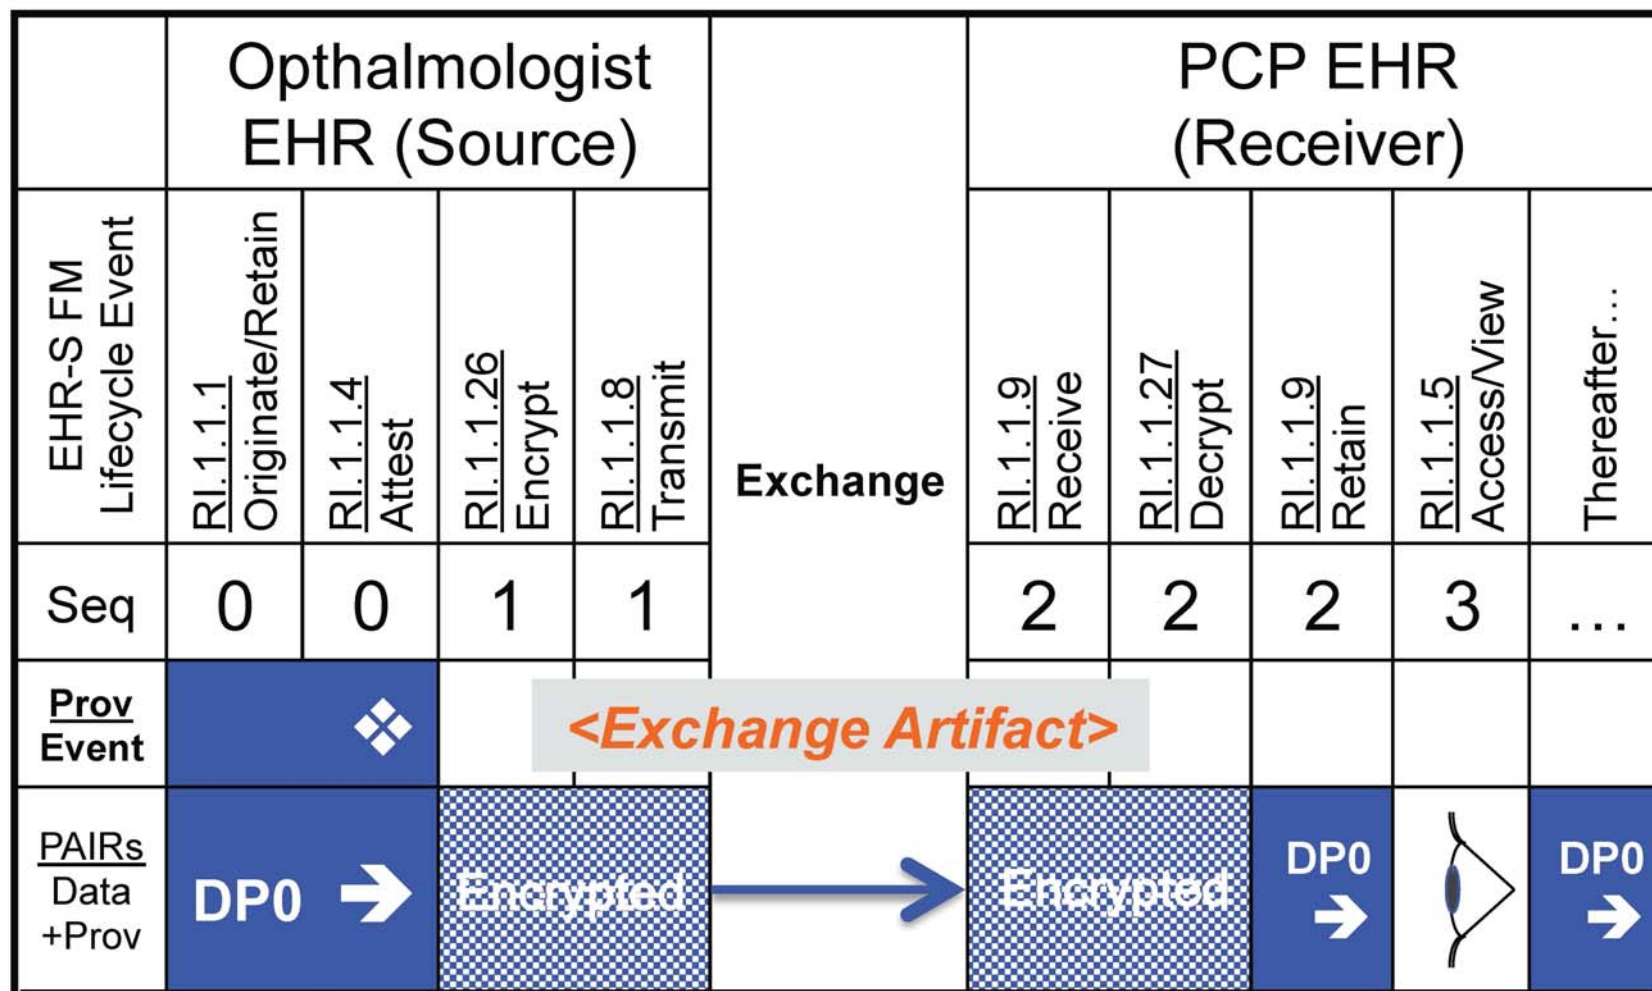 Opthalmologist
EHR (Source)
PCP EHR
(Receiver)
EHR-S FM
Lifecycle Event
RI.1.1.1
Originate/Retain
RI.1.1.4
Attest
RI.1.1.26
Encrypt
RI.1.1.8
Transmit
Exchange
RI.1.1.9
Receive
RI.1.1.27
Decrypt
RI.1.1.9
Retain
RI.1.1.5
Access/View
Thereafter…
Seq 0 0 1 1 2 2 2 3 …
Prov
Event
<Exchange Artifact>
PAIRs
Data
+Prov
DP0
Encrypted
Encrypted
DP0
DP0